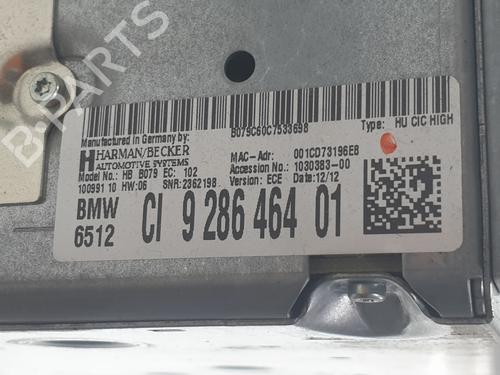 B079C60C7533698
Manufactured in Germany by:
Type: HU CIC HIGH
HARMAN/BECKER
AUTOMOTIVE SYSTEMS
MAC-Adr: 001CD73196E8
Model No.: HB B079 EC: 102
Accession No.: 1030383-00
100991 10 HW:06 SNR:2362198
Version: ECE Date:12/12
BMW
6512
CI 9 286 464 01
B-PARTS